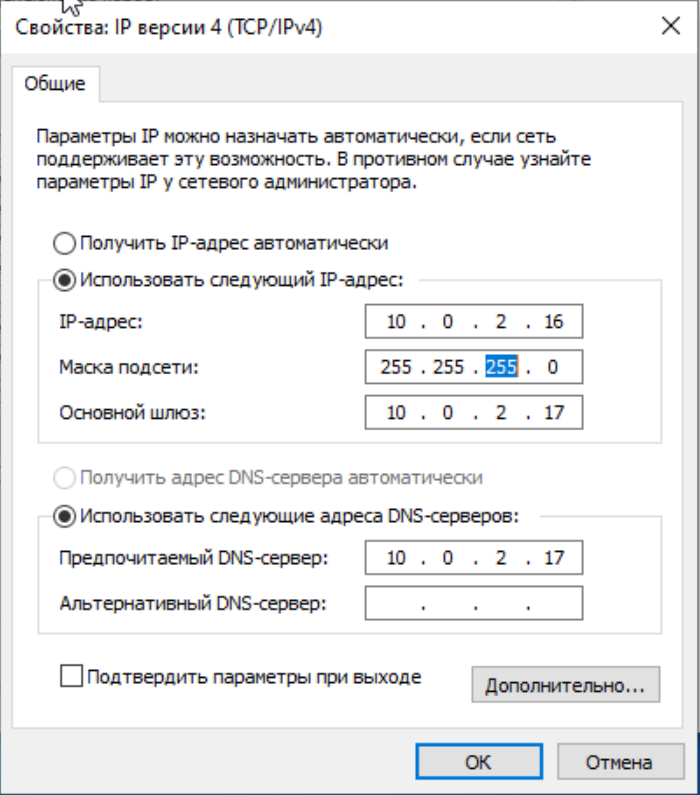 Свойства: IP версии 4 (TCP/IPv4)
Общие
Параметры IP можно назначать автоматически, если сеть
поддерживает эту возможность. В противном случае узнайте
параметры IP у сетевого администратора.
Получить IP-адрес автоматически
Использовать следующий IP-адрес:
IP-адрес: 10 . 0 . 2 . 16
Маска подсети: 255 . 255 . 255 . 0
Основной шлюз: 10 . 0 . 2 . 17
Получить адрес DNS-сервера автоматически
Использовать следующие адреса DNS-серверов:
Предпочитаемый DNS-сервер: 10 . 0 . 2 . 17
Альтернативный DNS-сервер: . . .
Подтвердить параметры при выходе
Дополнительно...
ОК Отмена